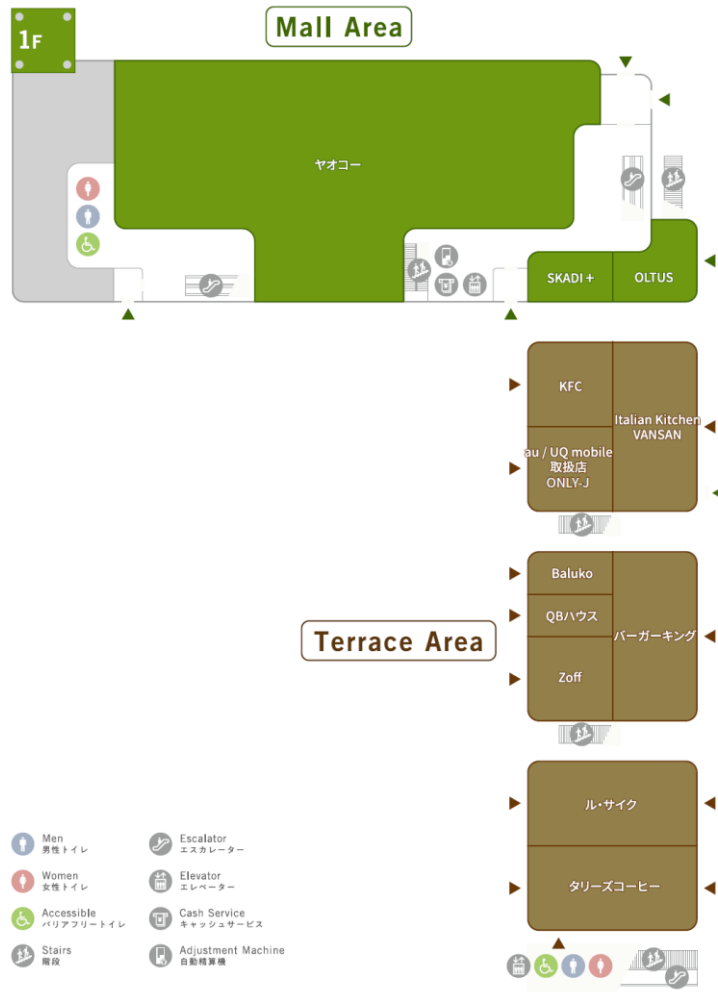 1F
Mall Area
ヤオコー
SKADI +
OLTUS
KFC
Italian Kitchen
VANSAN
au / UQ mobile
取扱店
ONLY-J
Baluko
QBハウス
バーガーキング
Zoff
Terrace Area
ル・サイク
タリーズコーヒー
Men
男性トイレ
Women
女性トイレ
Accessible
バリアフリートイレ
Stairs
階段
Escalator
エスカレーター
Elevator
エレベーター
Cash Service
キャッシュサービス
Adjustment Machine
自動精算機